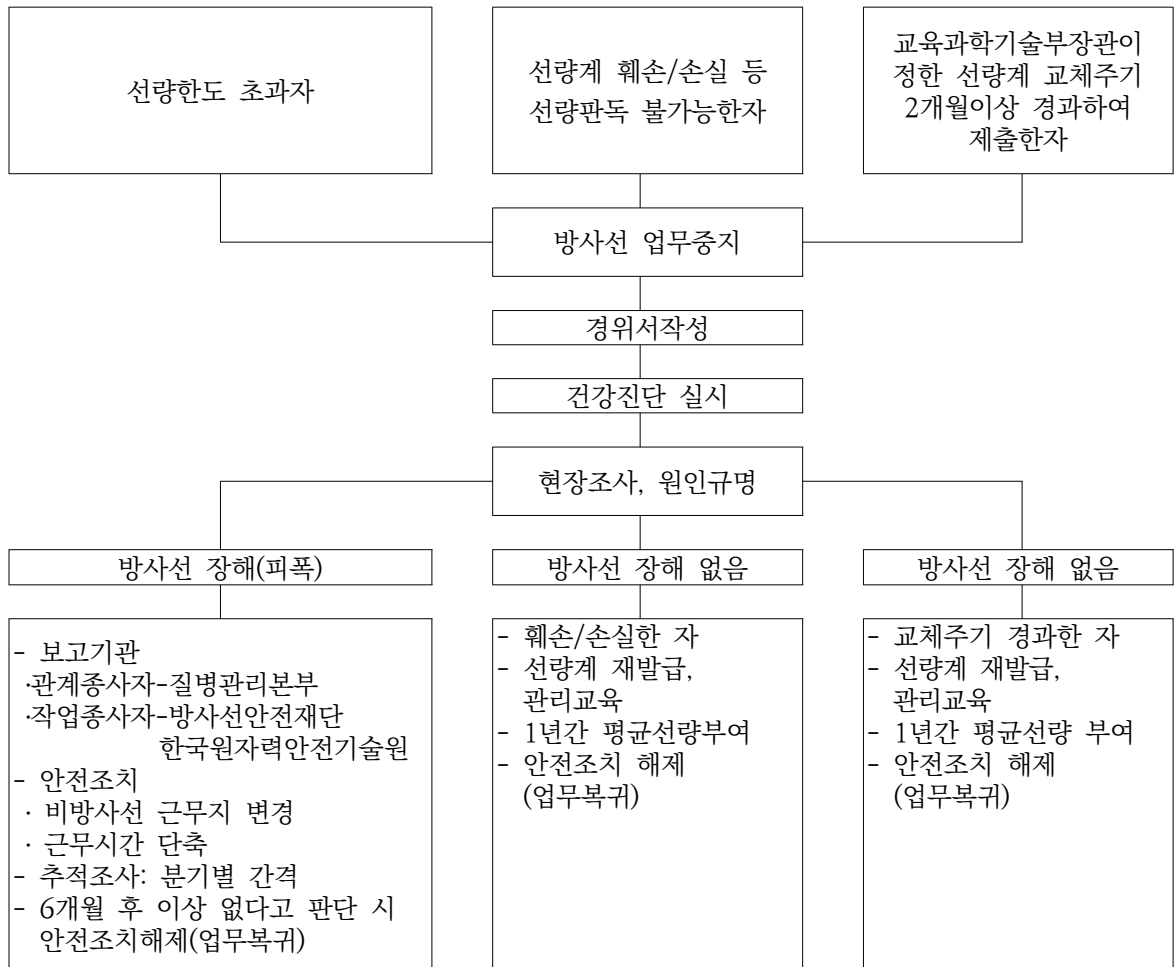 선량한도 초과자
선량계 훼손/손실 등
선량판독 불가능한자
교육과학기술부장관이
정한 선량계 교체주기
2개월이상 경과하여
제출한자
방사선 업무중지
경위서작성
건강진단 실시
현장조사, 원인규명
방사선 장해(피폭)
방사선 장해 없음
방사선 장해 없음
- 보고기관
·관계종사자-질병관리본부
·작업종사자-방사선안전재단
한국원자력안전기술원
- 안전조치
· 비방사선 근무지 변경
· 근무시간 단축
- 추적조사: 분기별 간격
- 6개월 후 이상 없다고 판단 시
안전조치해제(업무복귀)
- 훼손/손실한 자
- 선량계 재발급,
관리교육
- 1년간 평균선량부여
- 안전조치 해제
(업무복귀)
- 교체주기 경과한 자
- 선량계 재발급,
관리교육
- 1년간 평균선량 부여
- 안전조치 해제
(업무복귀)